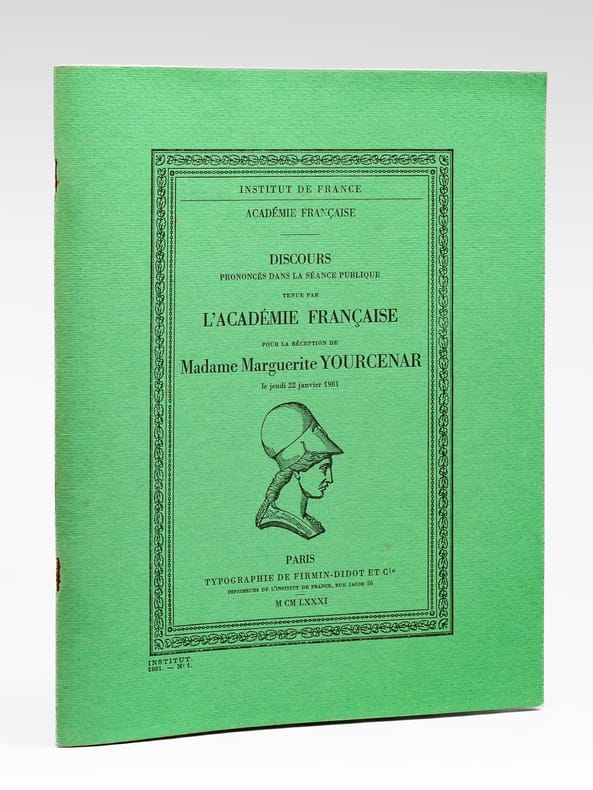 INSTITUT DE FRANCE
ACADÉMIE FRANÇAISE
DISCOURS
PRONONCÉS DANS LA SÉANCE PUBLIQUE
TENUE PAR
L'ACADÉMIE FRANÇAISE
POUR LA RÉCEPTION DE
Madame Marguerite YOURCENAR
le jeudi 22 janvier 1981
PARIS
TYPOGRAPHIE DE FIRMIN-DIDOT ET Cie
IMPRIMEURS DE L'INSTITUT DE FRANCE, RUE JACOB 56
M CM LXXXI
INSTITUT.
1981. — N° 1.